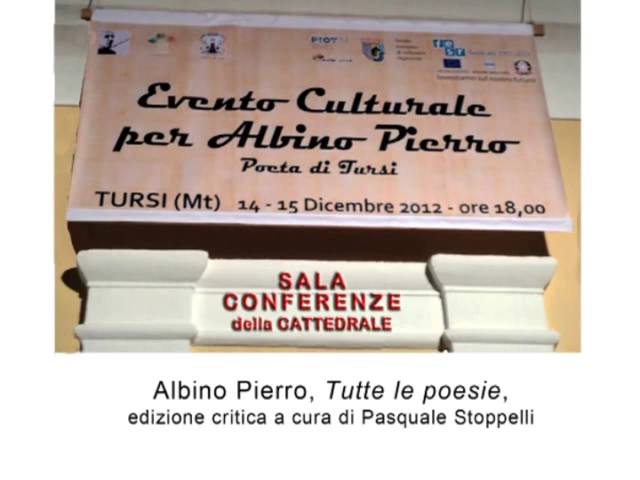 Evento Culturale
per Albino Pierro
Poeta di Tursi
TURSI (Mt) 14 - 15 Dicembre 2012 - ore 18,00
SALA
CONFERENZE
della CATTEDRALE
Albino Pierro, Tutte le poesie,
edizione critica a cura di Pasquale Stoppelli